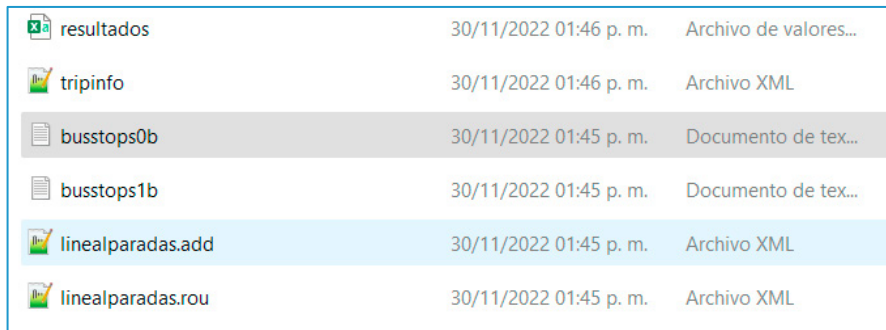 resultados 30/11/2022 01:46 p. m. Archivo de valores...
tripinfo 30/11/2022 01:46 p. m. Archivo XML
busstops0b 30/11/2022 01:45 p. m. Documento de tex...
busstops1b 30/11/2022 01:45 p. m. Documento de tex...
linealparadas.add 30/11/2022 01:45 p. m. Archivo XML
linealparadas.rou 30/11/2022 01:45 p. m. Archivo XML